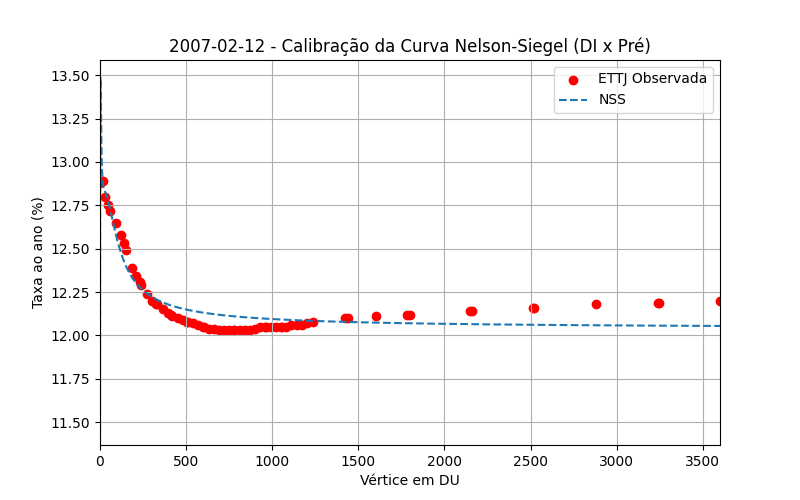 2007-02-12 - Calibração da Curva Nelson-Siegel (DI x Pré)
ETTJ Observada
NSS
Taxa ao ano (%)
13.50
13.25
13.00
12.75
12.50
12.25
12.00
11.75
11.50
0 500 1000 1500 2000 2500 3000 3500
Vértice em DU